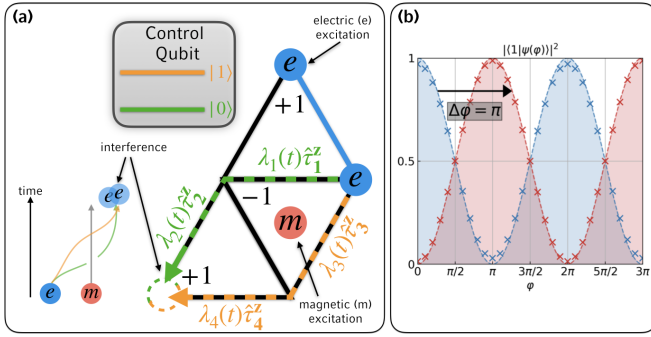 (a)
Control
Qubit
|1⟩
|0⟩
electric (e)
excitation
e
+1
interference
λ₁(t)τ̂₁ᶻ
e
time
e e
λ₂(t)τ̂₂ᶻ
−1
m
λ₃(t)τ̂₃ᶻ
+1
e
m
λ₄(t)τ̂₄ᶻ
magnetic (m)
excitation
(b)
|⟨1|ψ(φ)⟩|²
1
Δφ = π
0.5
0
0 π/2 π 3π/2 2π 5π/2 3π
φ